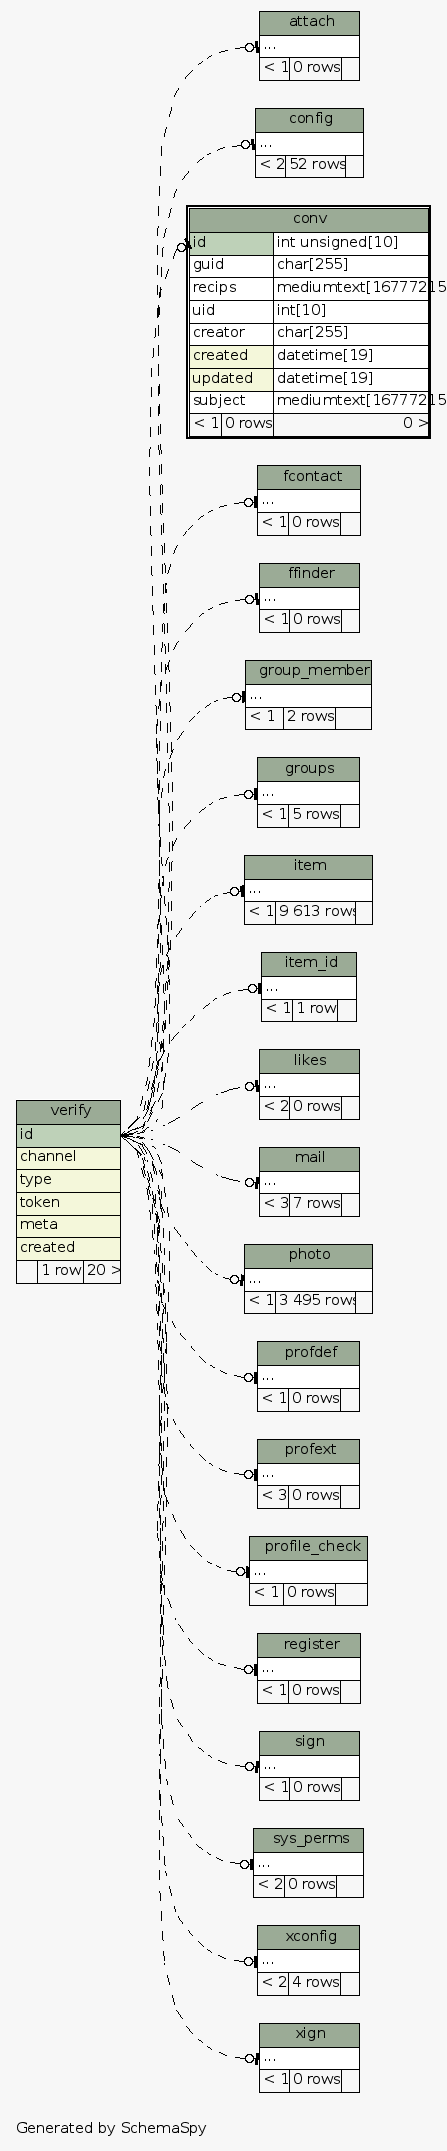 attach
...
< 1 0 rows
config
...
< 2 52 rows
conv
id int unsigned[10]
guid char[255]
recips mediumtext[16777215
uid int[10]
creator char[255]
created datetime[19]
updated datetime[19]
subject mediumtext[16777215
< 1 0 rows 0 >
fcontact
...
< 1 0 rows
ffinder
...
< 1 0 rows
group_member
...
< 1 2 rows
groups
...
< 1 5 rows
item
...
< 1 9 613 rows
item_id
...
< 1 1 row
likes
...
< 2 0 rows
verify
id
channel
type
token
meta
created
1 row 20 >
mail
...
< 3 7 rows
photo
...
< 1 3 495 rows
profdef
...
< 1 0 rows
profext
...
< 3 0 rows
profile_check
...
< 1 0 rows
register
...
< 1 0 rows
sign
...
< 1 0 rows
sys_perms
...
< 2 0 rows
xconfig
...
< 2 4 rows
xign
...
< 1 0 rows
Generated by SchemaSpy